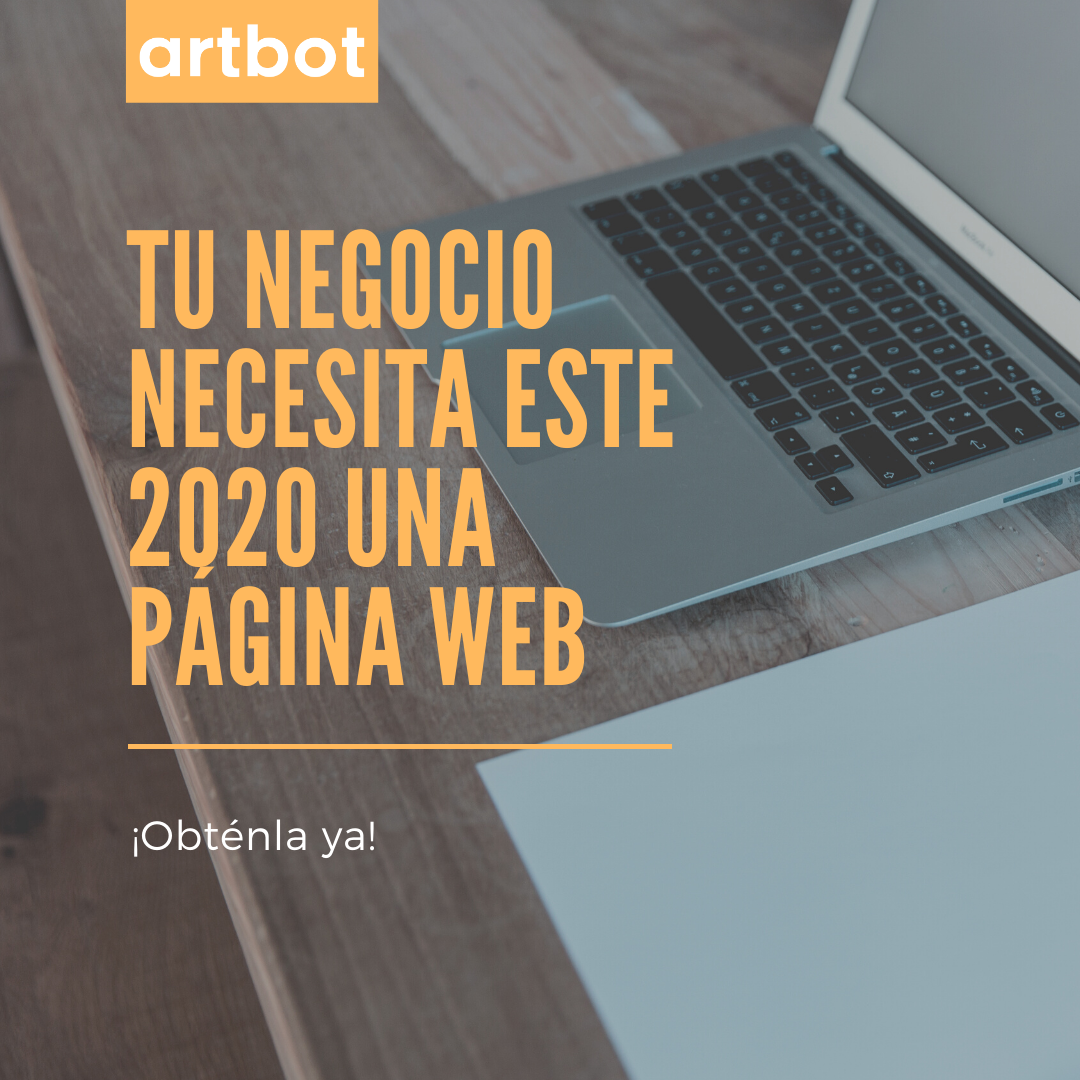 artbot
TU NEGOCIO
NECESITA ESTE
2020 UNA
PÁGINA WEB
¡Obténla ya!